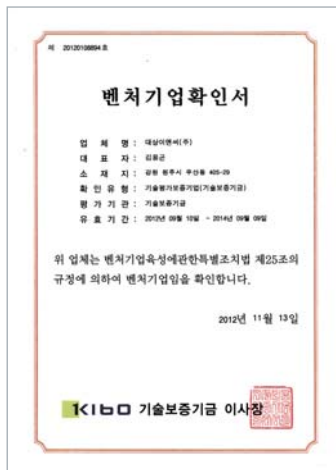 제 20120108894 호
벤처기업확인서
업 체 명 : 대상이앤씨(주)
대 표 자 : 김용근
소 재 지 : 강원 원주시 우산동 405-29
확 인 유 형 : 기술평가보증기업(기술보증기금)
평 가 기 관 : 기술보증기금
유 효 기 간 : 2012년 09월 10일 ~ 2014년 09월 09일
위 업체는 벤처기업육성에관한특별조치법 제25조의
규정에 의하여 벤처기업임을 확인합니다.
2012년 11월 13일
KIBO 기술보증기금 이사장